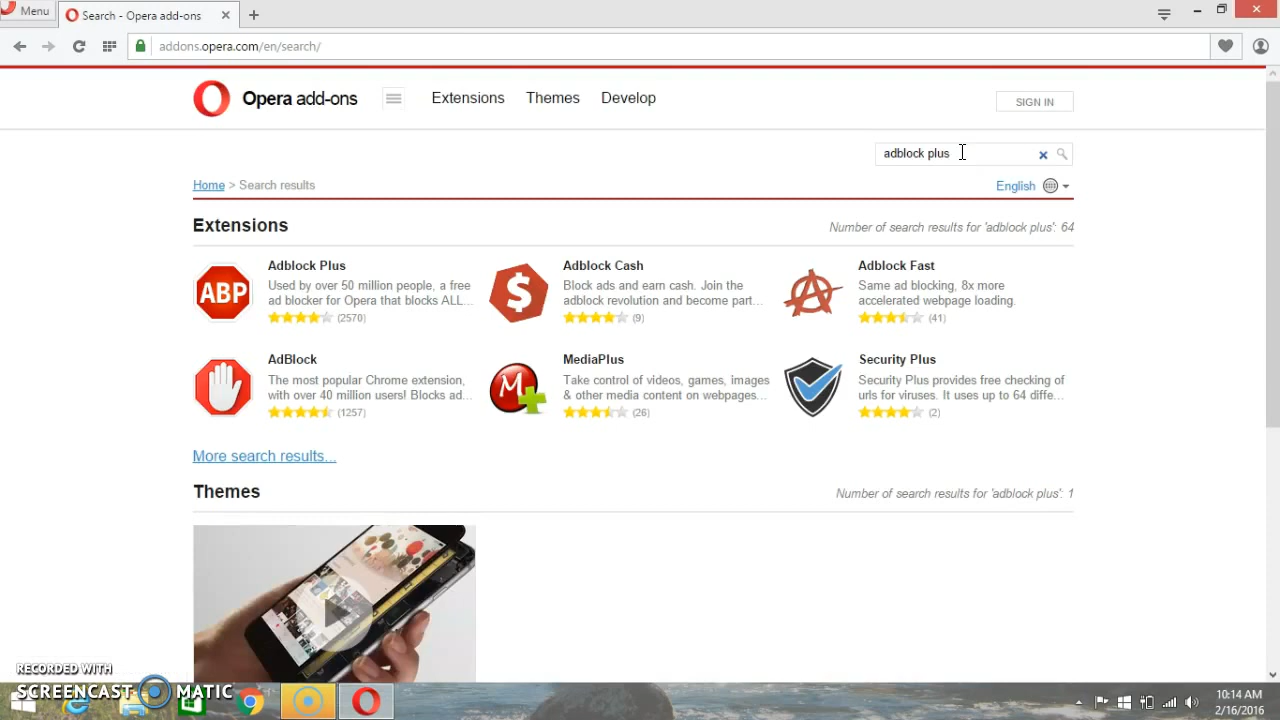 Menu
Search - Opera add-ons
addons.opera.com/en/search/
Opera add-ons
Extensions Themes Develop
SIGN IN
adblock plus
Home > Search results
English
Extensions
Number of search results for 'adblock plus': 64
ABP
Adblock Plus
Used by over 50 million people, a free
ad blocker for Opera that blocks ALL...
(2570)
$
Adblock Cash
Block ads and earn cash. Join the
adblock revolution and become part...
(9)
Adblock Fast
Same ad blocking, 8x more
accelerated webpage loading.
(41)
AdBlock
The most popular Chrome extension,
with over 40 million users! Blocks ad...
(1257)
M
MediaPlus
Take control of videos, games, images
& other media content on webpages...
(26)
Security Plus
Security Plus provides free checking of
urls for viruses. It uses up to 64 diffe...
(2)
More search results...
Themes
Number of search results for 'adblock plus': 1
RECORDED WITH
SCREENCAST MATIC
10:14 AM
2/16/2016